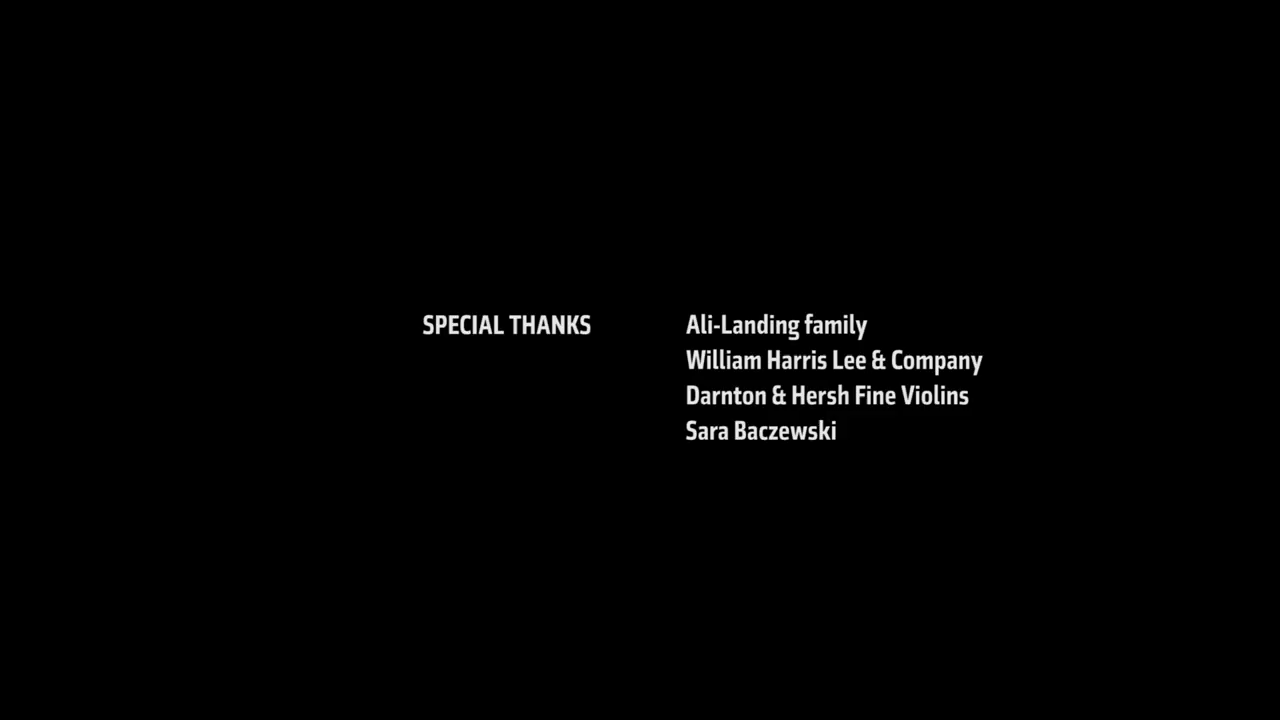 SPECIAL THANKS
Ali-Landing family
William Harris Lee & Company
Darnton & Hersh Fine Violins
Sara Baczewski